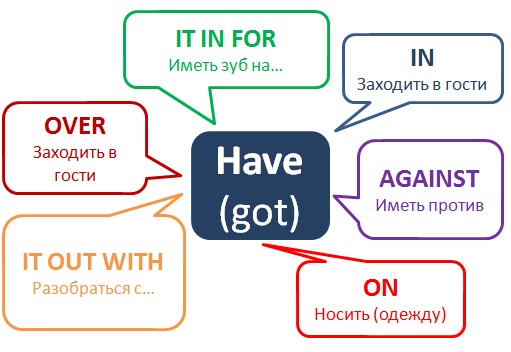 IT IN FOR
Иметь зуб на...
IN
Заходить в гости
OVER
Заходить в
гости
Have
(got)
AGAINST
Иметь против
IT OUT WITH
Разобраться с...
ON
Носить (одежду)